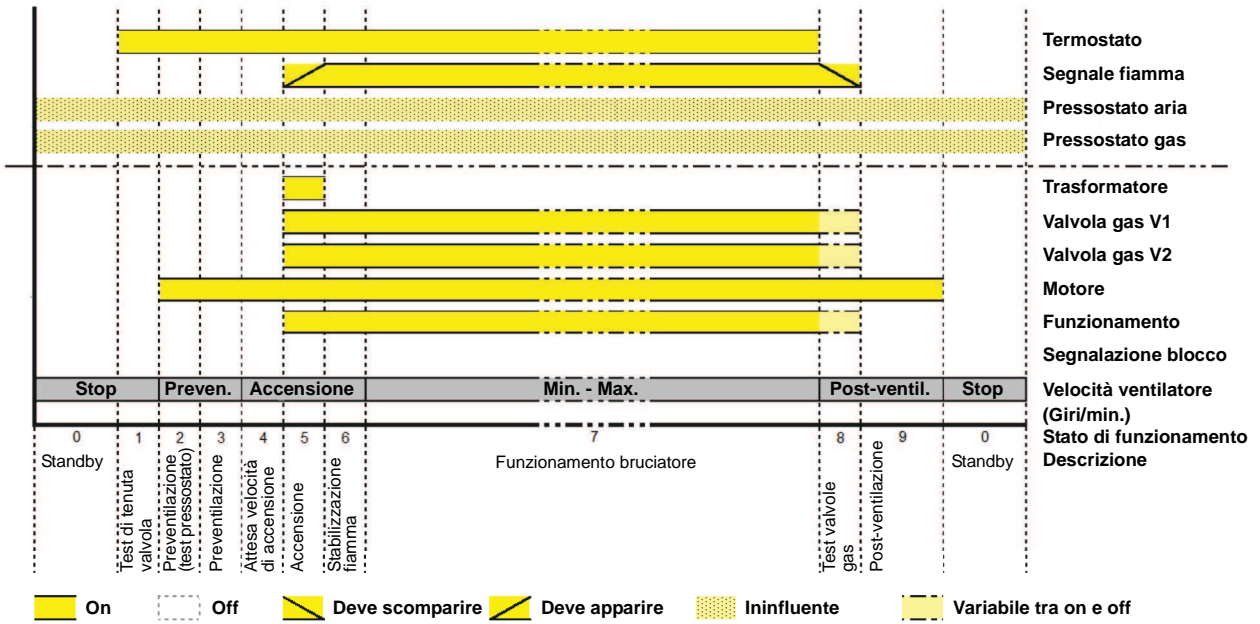 Termostato
Segnale fiamma
Pressostato aria
Pressostato gas
Trasformatore
Valvola gas V1
Valvola gas V2
Motore
Funzionamento
Segnalazione blocco
Stop Preven. Accensione Min. - Max. Post-ventil. Stop
Velocità ventilatore
(Giri/min.)
0 1 2 3 4 5 6 7 8 9 0
Stato di funzionamento
Standby
Test di tenuta
valvola
Preventilazione
(test pressostato)
Preventilazione
Attesa velocità
di accensione
Accensione
Stabilizzazione
fiamma
Funzionamento bruciatore
Test valvole
gas
Post-ventilazione
Standby
Descrizione
On
Off
Deve scomparire
Deve apparire
Ininfluente
Variabile tra on e off